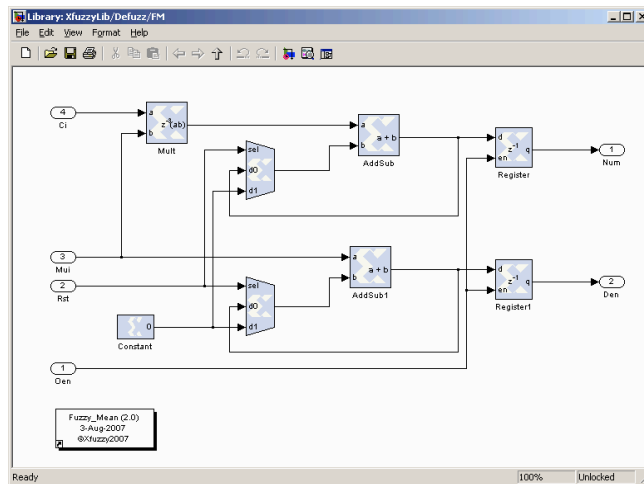 Library: XfuzzyLib/Defuzz/FM
File Edit View Format Help
4
Ci
a
b
z⁻¹(ab)
Mult
sel
d0
d1
a
b
a + b
AddSub
d
en
z⁻¹
q
Register
1
Num
3
Mui
2
Rst
0
Constant
sel
d0
d1
a
b
a + b
AddSub1
d
en
z⁻¹
q
Register1
2
Den
1
Oen
Fuzzy_Mean (2.0)
3-Aug-2007
@Xfuzzy2007
Ready
100%
Unlocked